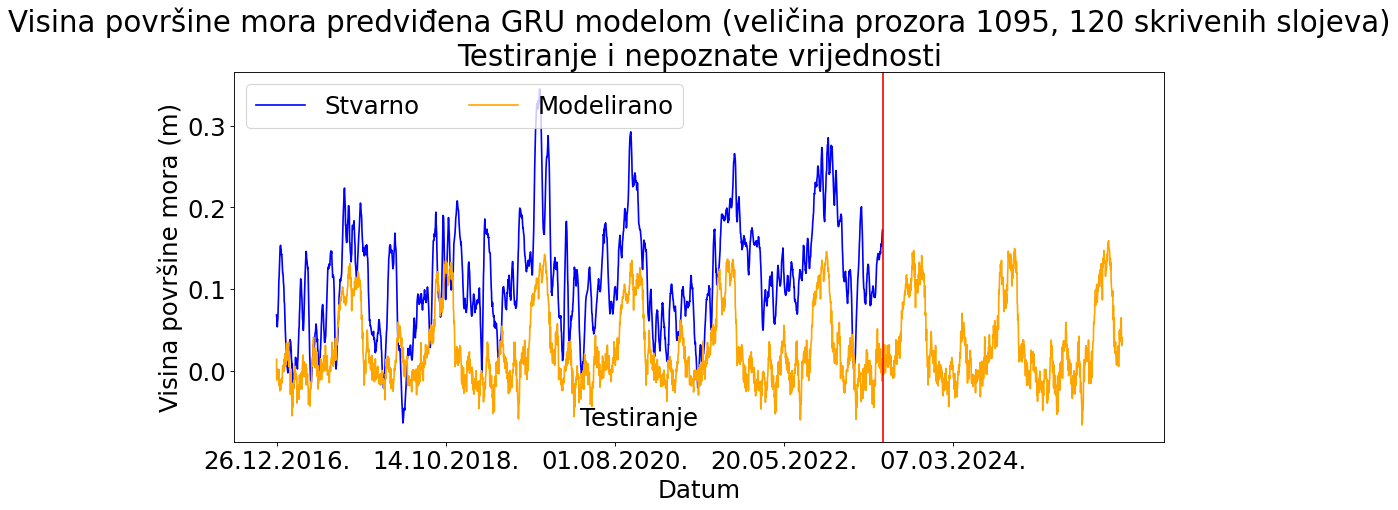 Visina površine mora predviđena GRU modelom (veličina prozora 1095, 120 skrivenih slojeva)
Testiranje i nepoznate vrijednosti
Stvarno Modelirano
Visina površine mora (m)
0.3
0.2
0.1
0.0
Testiranje
26.12.2016. 14.10.2018. 01.08.2020. 20.05.2022. 07.03.2024.
Datum